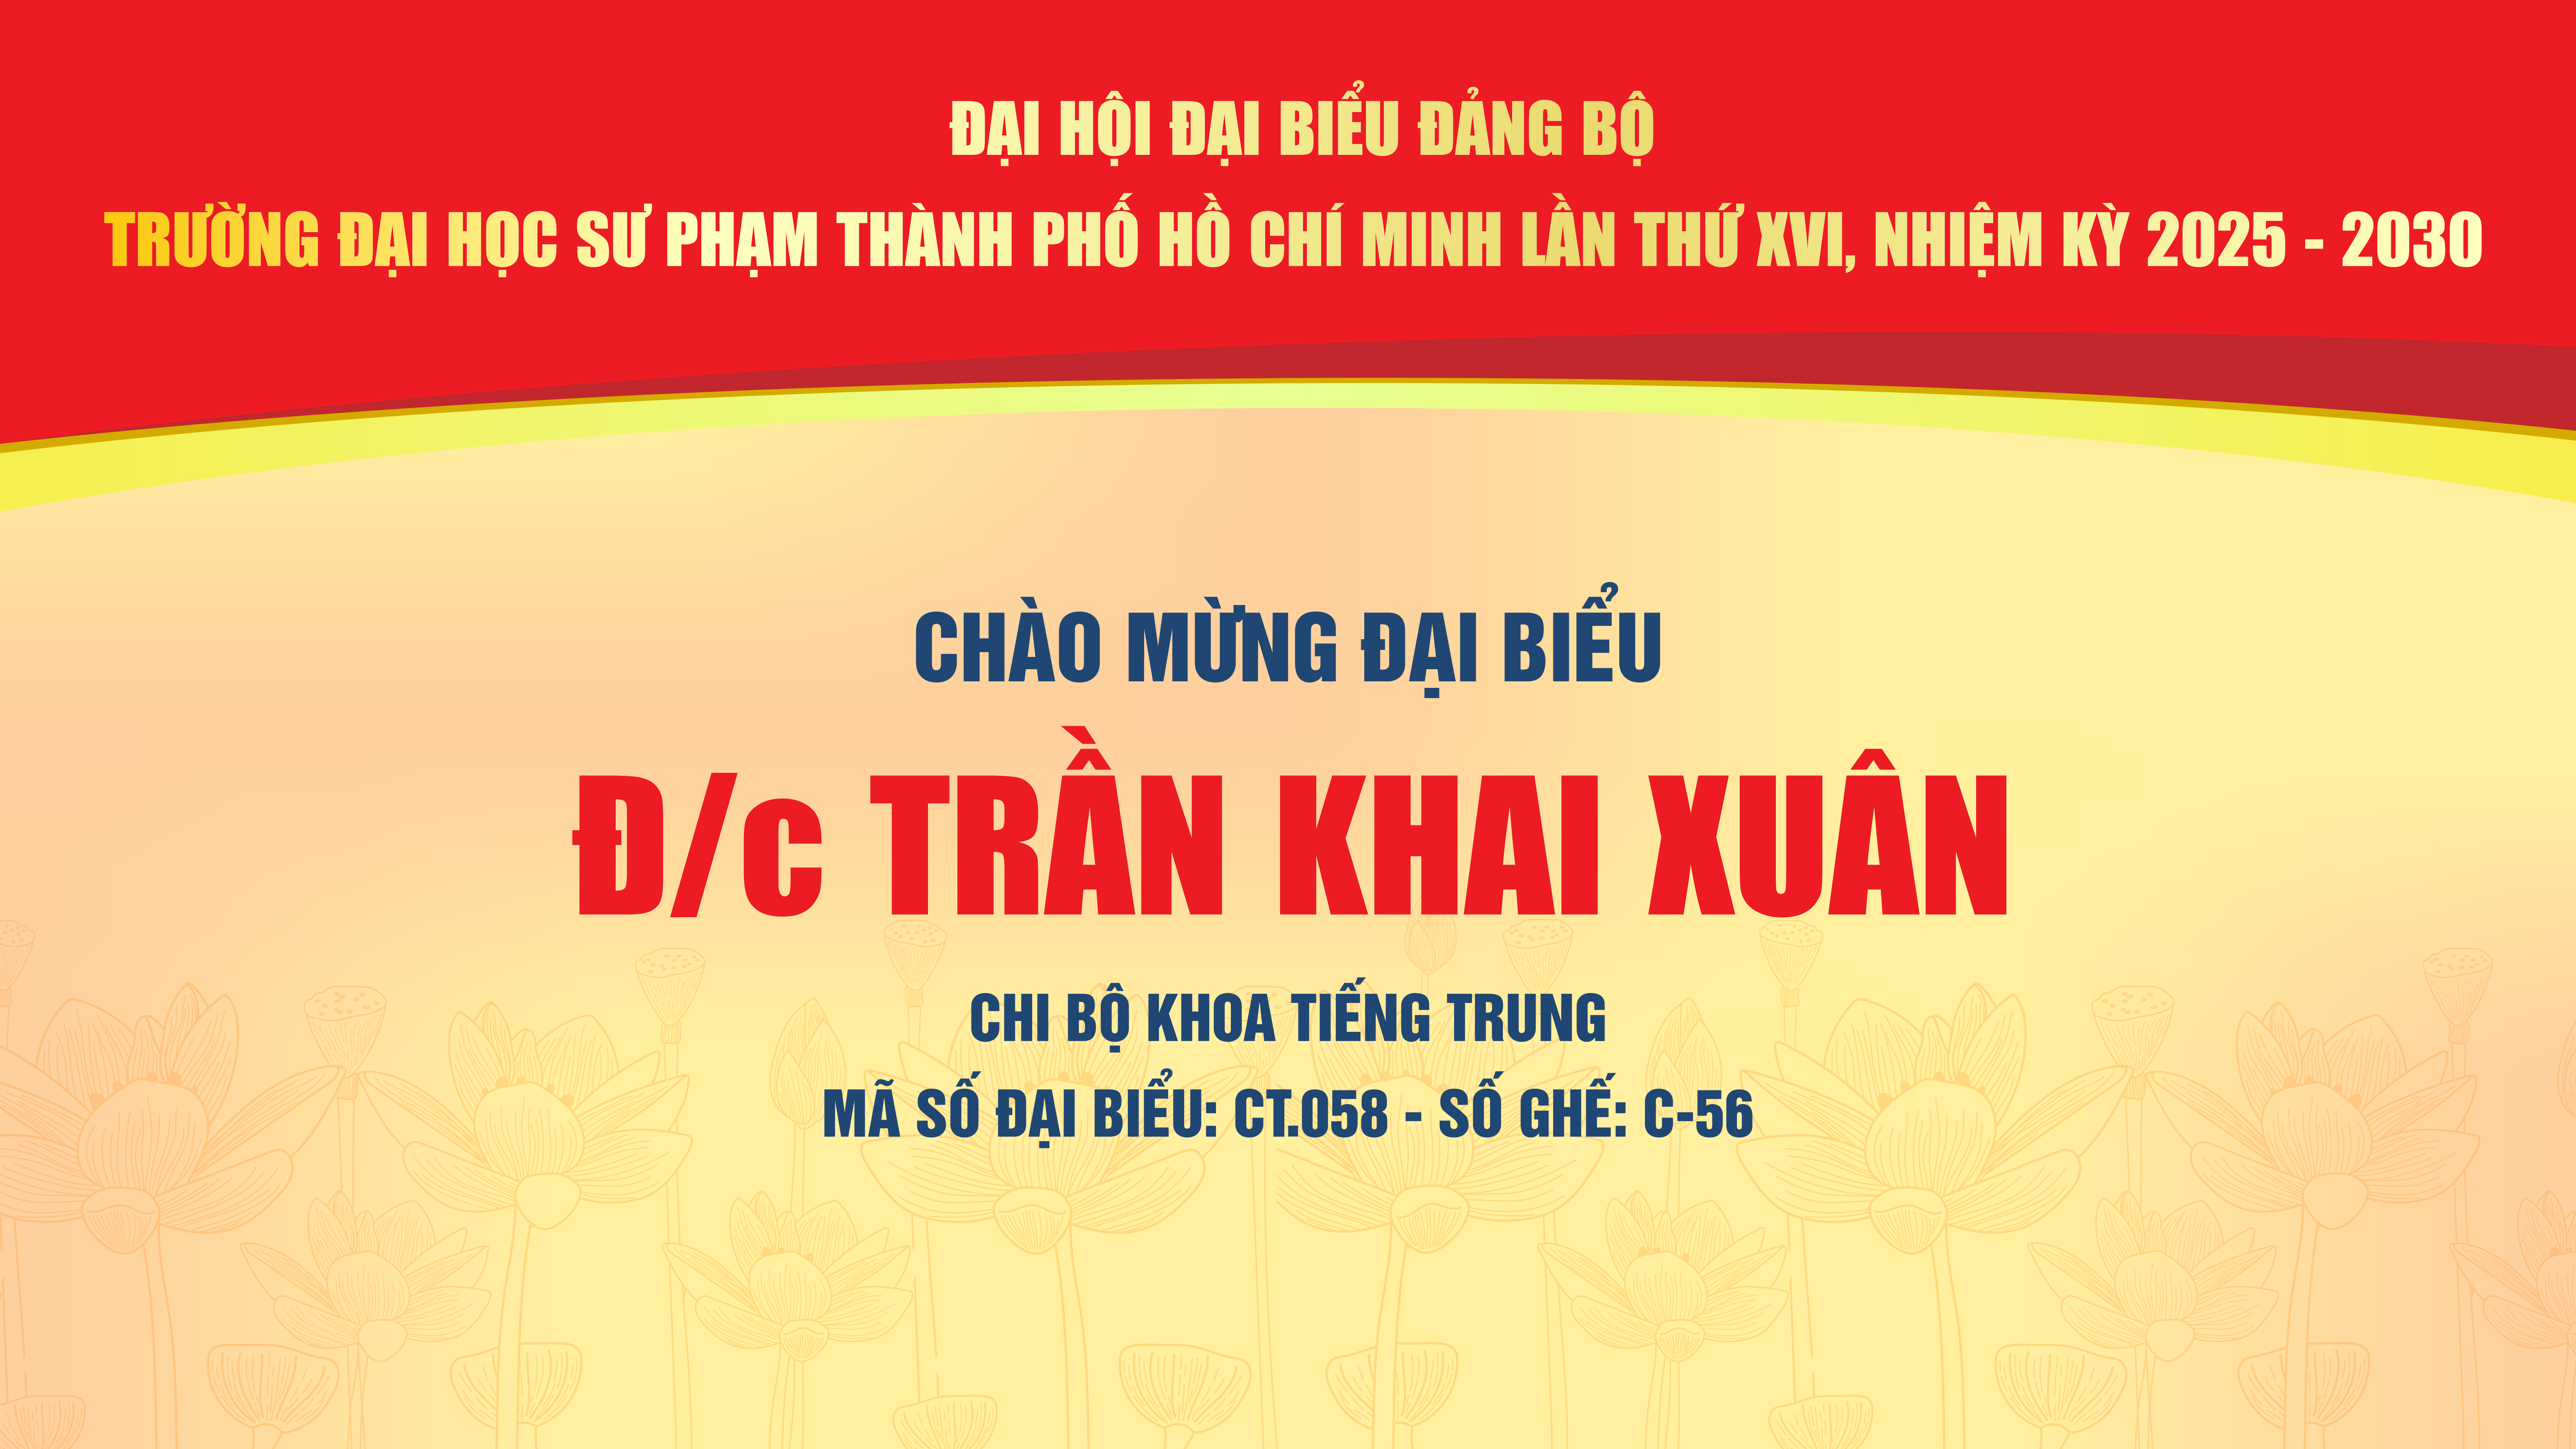 ĐẠI HỘI ĐẠI BIỂU ĐẢNG BỘ
TRƯỜNG ĐẠI HỌC SƯ PHẠM THÀNH PHỐ HỒ CHÍ MINH LẦN THỨ XVI, NHIỆM KỲ 2025 - 2030
CHÀO MỪNG ĐẠI BIỂU
Đ/c TRẦN KHAI XUÂN
CHI BỘ KHOA TIẾNG TRUNG
MÃ SỐ ĐẠI BIỂU: CT.058 - SỐ GHẾ: C-56